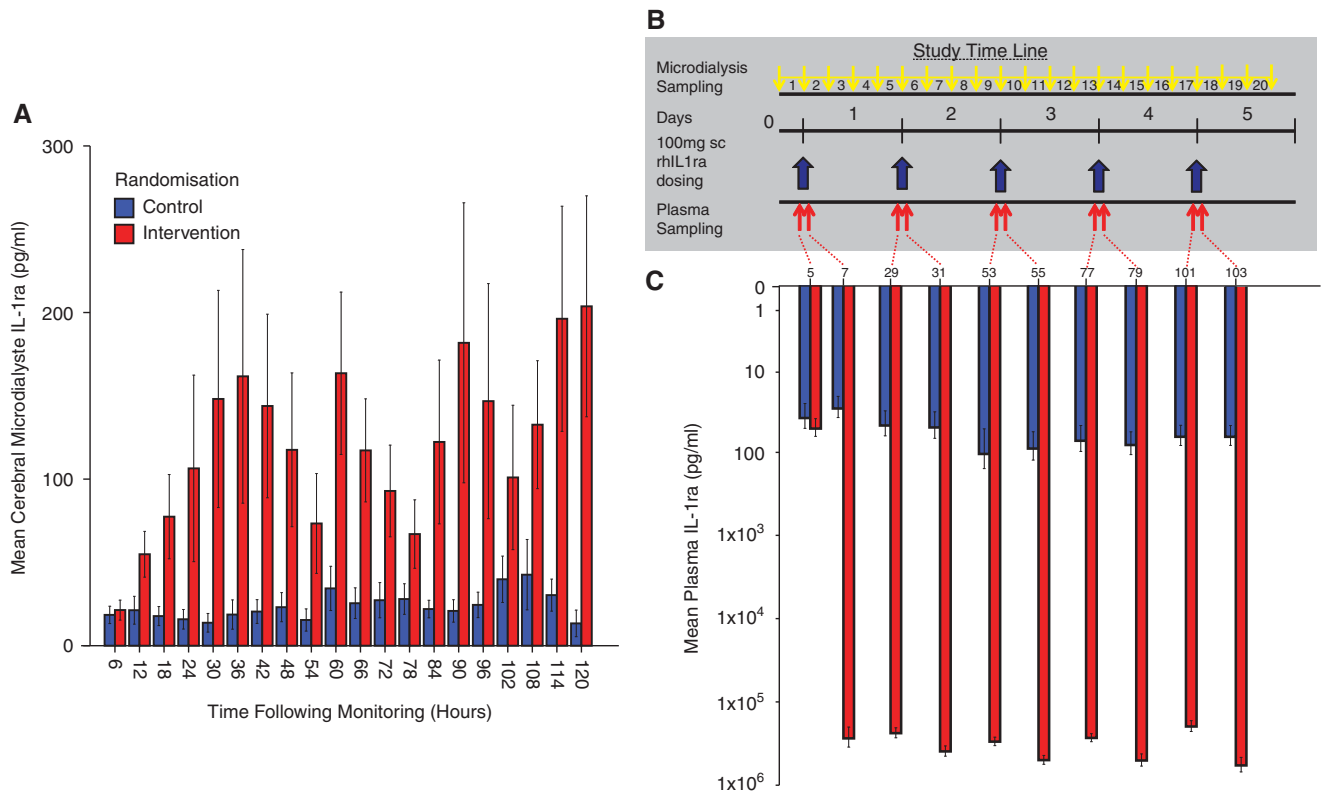 A
300
200
100
0
Mean Cerebral Microdialyste IL-1ra (pg/ml)
Randomisation
Control
Intervention
6 12 18 24 30 36 42 48 54 60 66 72 78 84 90 96 102 108 114 120
Time Following Monitoring (Hours)
B
Study Time Line
Microdialysis
Sampling
1 2 3 4 5 6 7 8 9 10 11 12 13 14 15 16 17 18 19 20
Days
0 1 2 3 4 5
100mg sc
rhIL1ra
dosing
Plasma
Sampling
C
5 7 29 31 53 55 77 79 101 103
0
1
10
100
1x10³
1x10⁴
1x10⁵
1x10⁶
Mean Plasma IL-1ra (pg/ml)